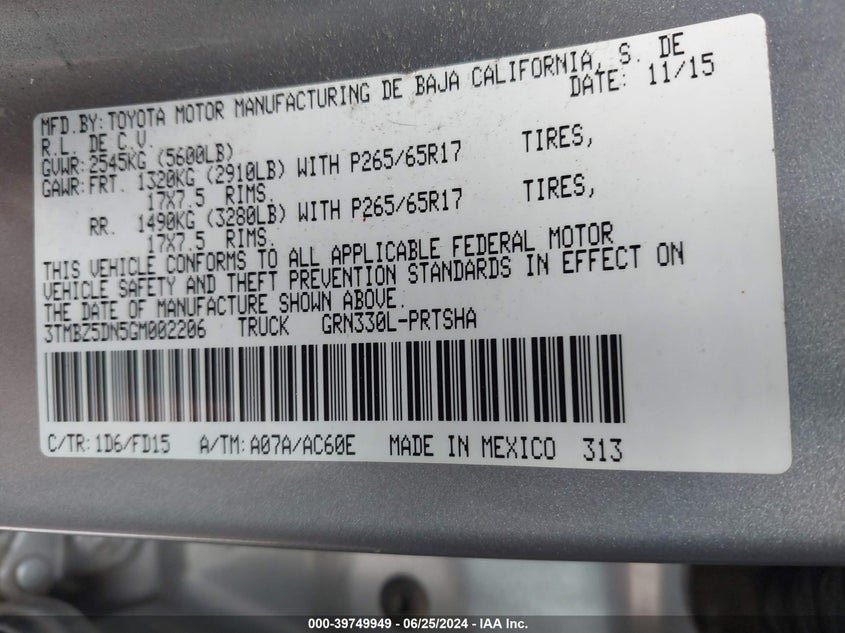 MFD.BY:TOYOTA MOTOR MANUFACTURING DE BAJA CALIFORNIA, S. DE
R.L. DE C.V. DATE: 11/15
GVWR:2545KG (5600LB)
GAWR:FRT. 1320KG (2910LB) WITH P265/65R17 TIRES,
17X7.5 RIMS.
RR. 1490KG (3280LB) WITH P265/65R17 TIRES,
17X7.5 RIMS.
THIS VEHICLE CONFORMS TO ALL APPLICABLE FEDERAL MOTOR
VEHICLE SAFETY AND THEFT PREVENTION STANDARDS IN EFFECT ON
THE DATE OF MANUFACTURE SHOWN ABOVE.
3TMBZ5DN5GM002206 TRUCK GRN330L-PRTSHA
C/TR:1D6/FD15 A/TM:A07A/AC60E MADE IN MEXICO 313
000-39749949 / 06/25/2024 - IAA Inc.